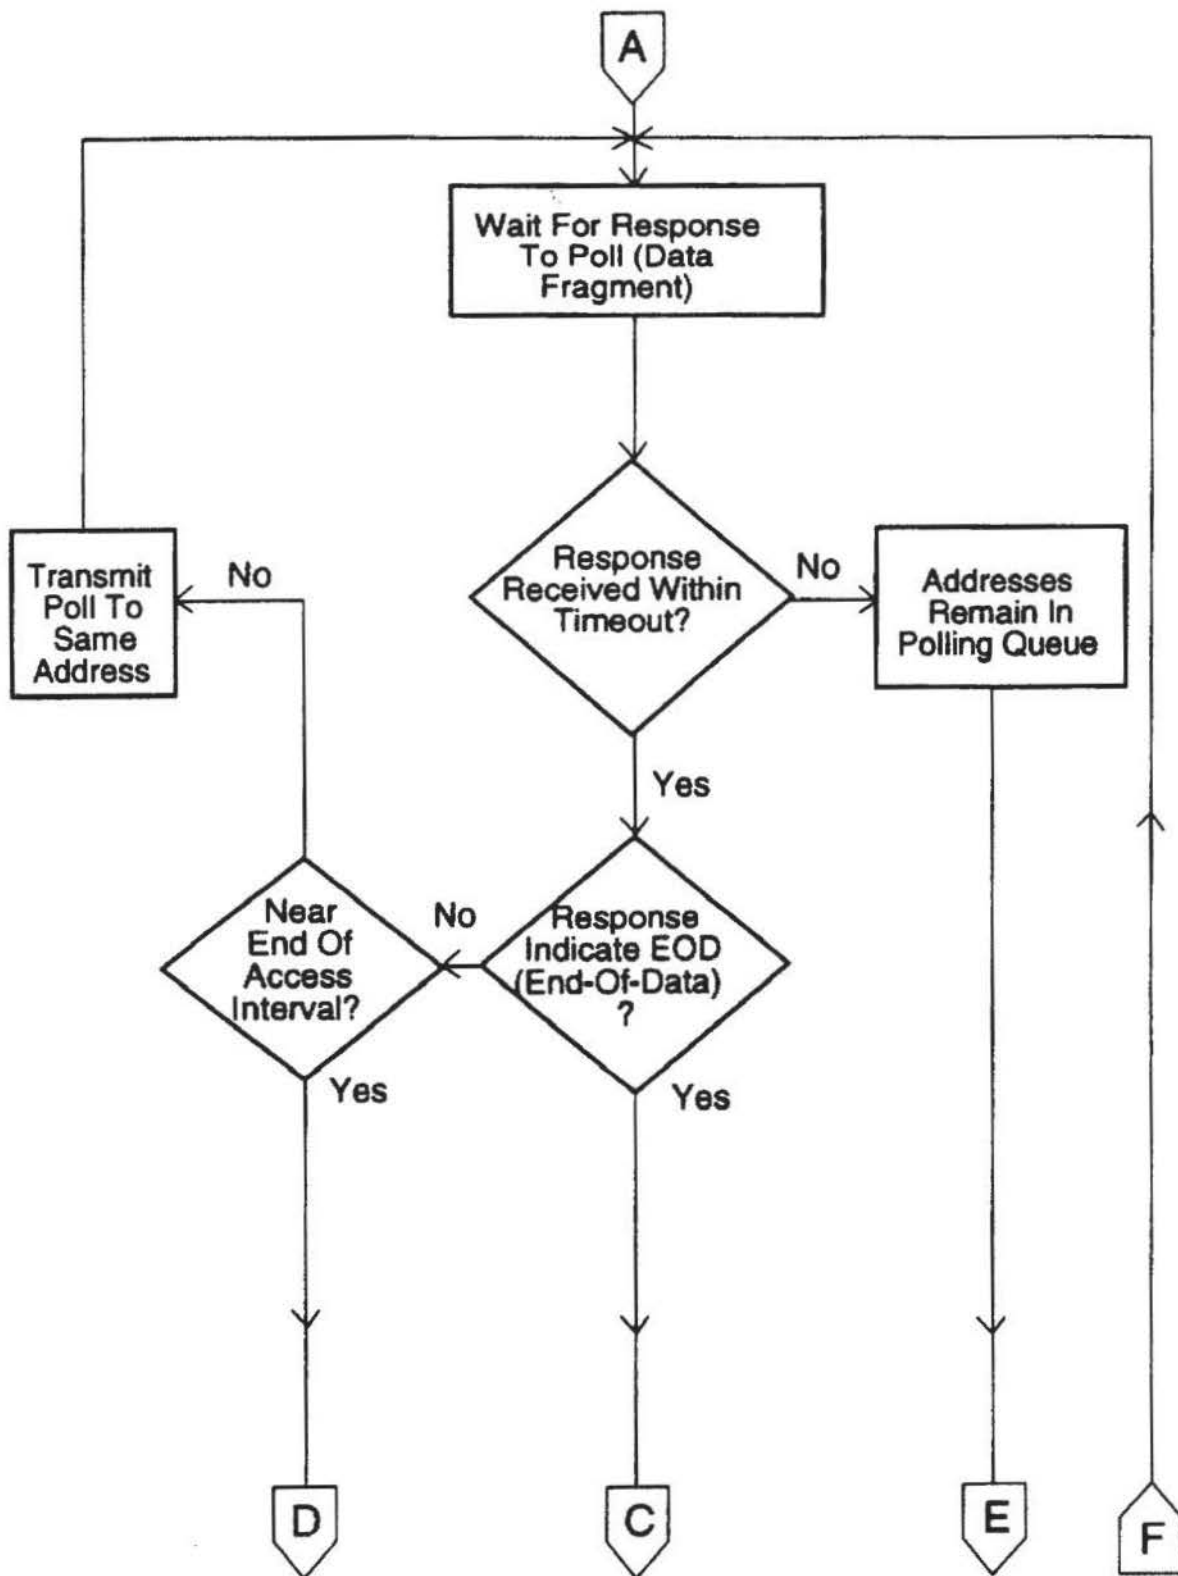 A
Wait For Response
To Poll (Data
Fragment)
Response
Received Within
Timeout?
No
Addresses
Remain In
Polling Queue
Transmit
Poll To
Same
Address
No
Yes
Near
End Of
Access
Interval?
No
Response
Indicate EOD
(End-Of-Data)
?
Yes
Yes
D
C
E
F